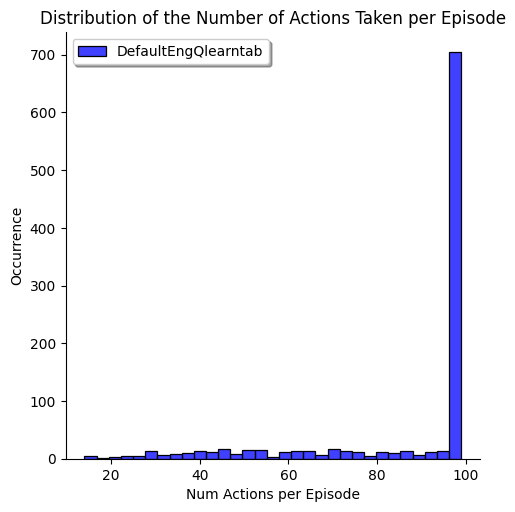 Distribution of the Number of Actions Taken per Episode
DefaultEngQlearntab
700
600
500
400
300
200
100
0
Occurrence
20 40 60 80 100
Num Actions per Episode